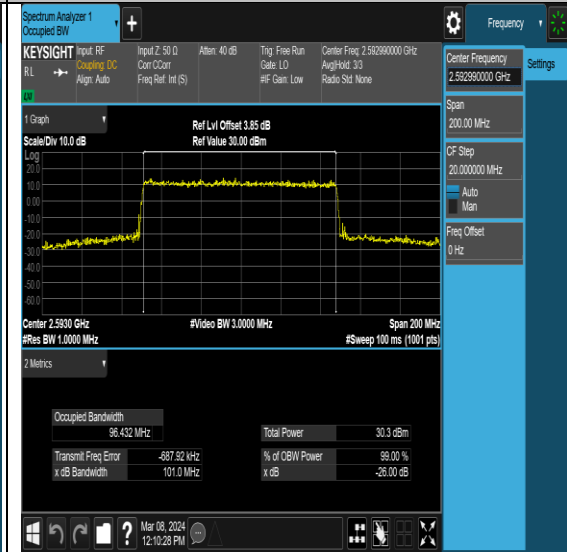 Spectrum Analyzer 1
Occupied BW
Frequency
KEYSIGHT
Input: RF
Coupling: DC
Align: Auto
Input Z: 50 Ω
Corr CCorr
Freq Ref: Int (S)
Atten: 40 dB
Trig: Free Run
Gate: LO
#IF Gain: Low
Center Freq: 2.592990000 GHz
Avg|Hold: 3/3
Radio Std: None
RL
Center Frequency
2.592990000 GHz
Settings
Span
200.00 MHz
CF Step
20.000000 MHz
Auto
Man
Freq Offset
0 Hz
1 Graph
Ref Lvl Offset 3.85 dB
Scale/Div 10.0 dB
Ref Value 30.00 dBm
Log
20.0
10.0
0.00
-10.0
-20.0
-30.0
-40.0
-50.0
-60.0
Center 2.5930 GHz
#Video BW 3.0000 MHz
Span 200 MHz
#Res BW 1.0000 MHz
#Sweep 100 ms (1001 pts)
2 Metrics
Occupied Bandwidth
96.432 MHz
Total Power
30.3 dBm
Transmit Freq Error
-687.92 kHz
% of OBW Power
99.00 %
x dB Bandwidth
101.0 MHz
x dB
-26.00 dB
Mar 08, 2024
12:10:28 PM